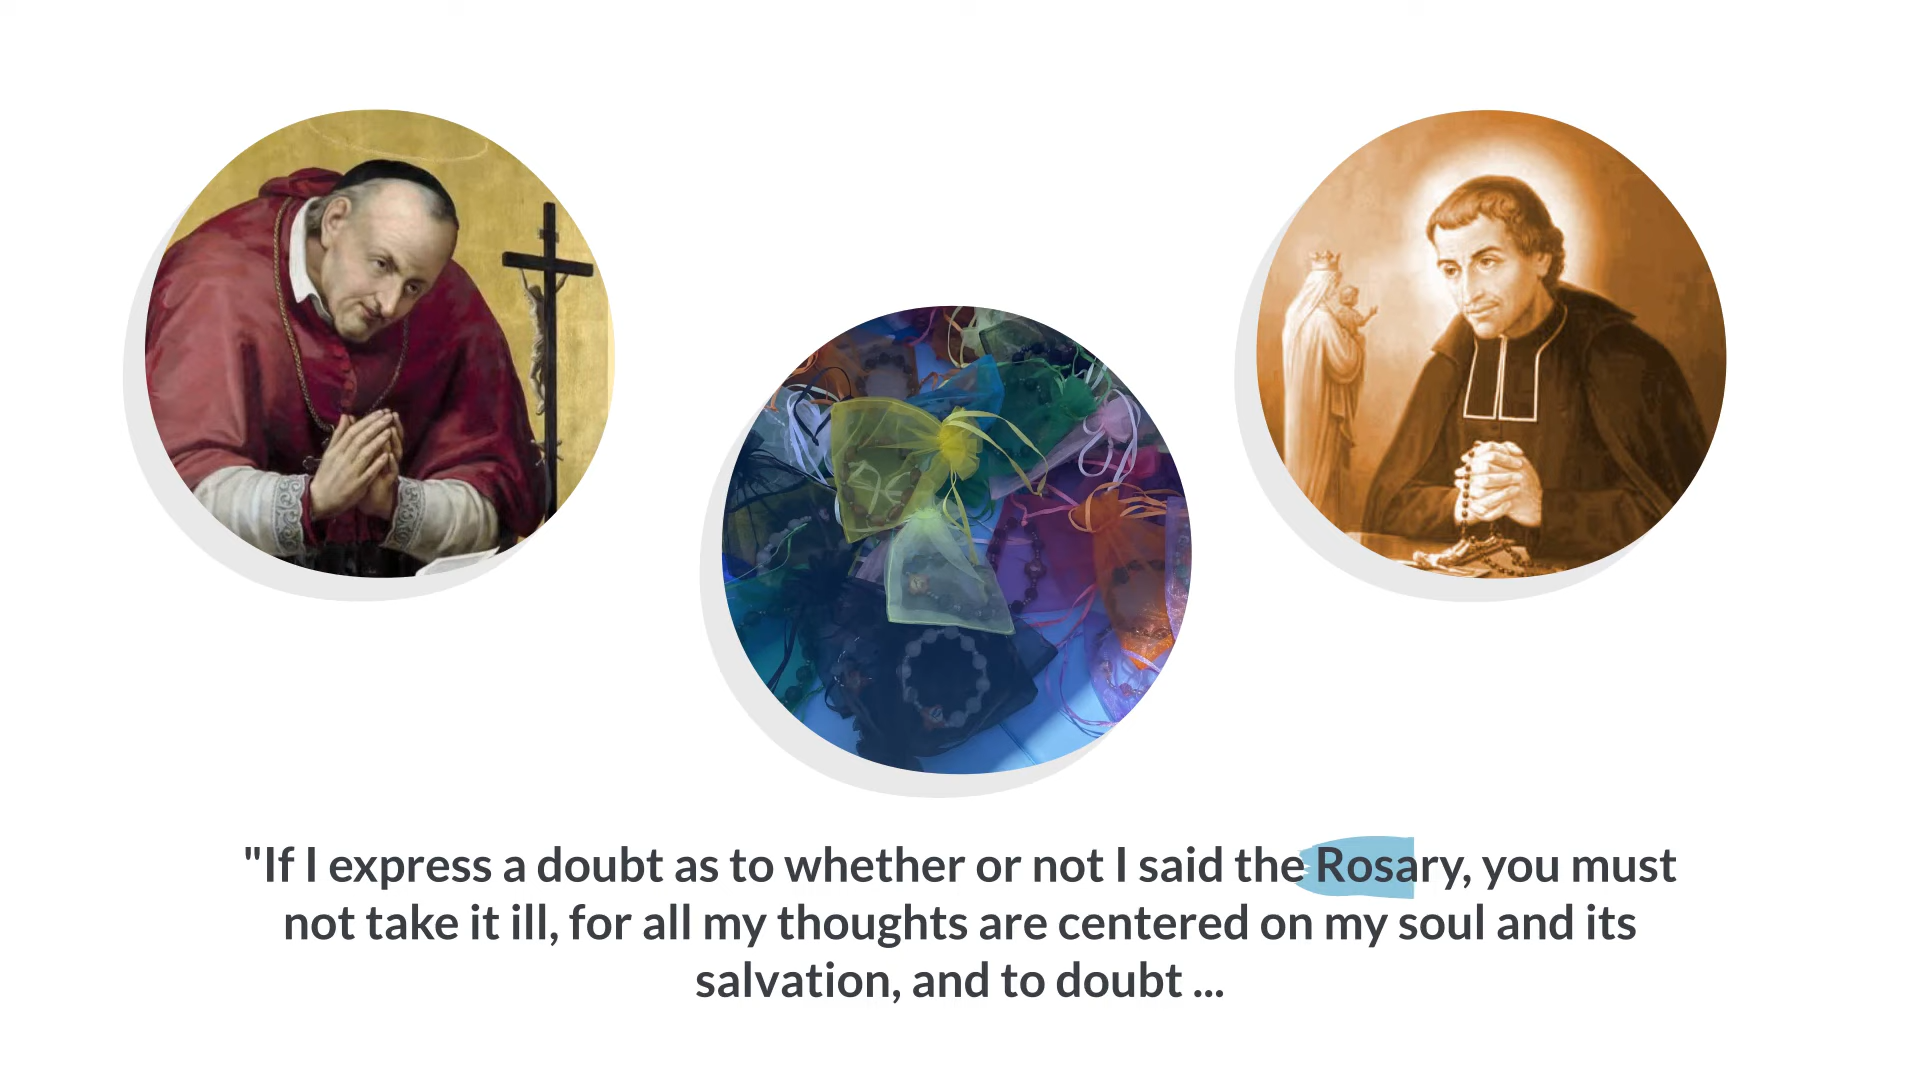 "If I express a doubt as to whether or not I said the Rosary, you must
not take it ill, for all my thoughts are centered on my soul and its
salvation, and to doubt ...